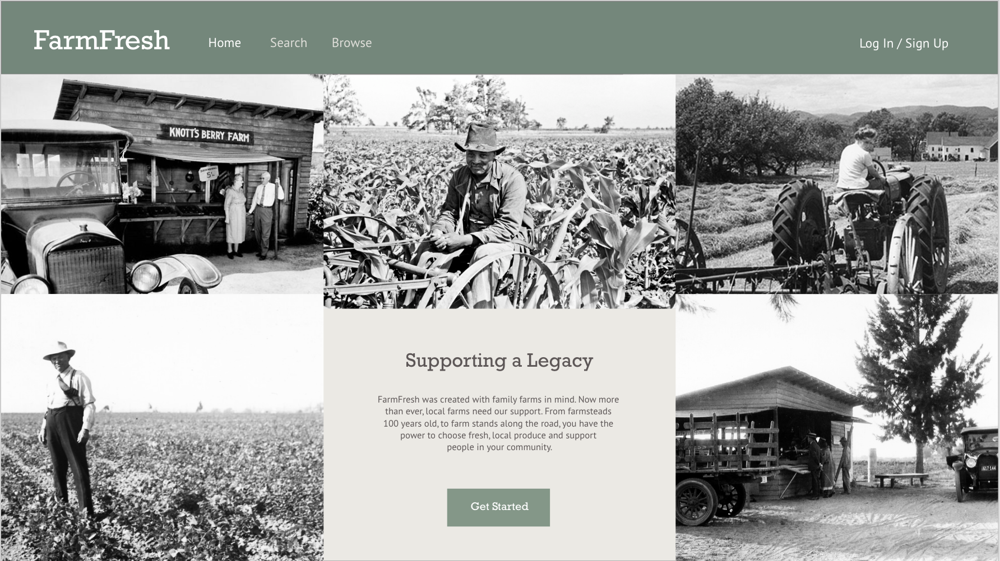 FarmFresh
Home
Search
Browse
Log In / Sign Up
KNOTT'S BERRY FARM
5¢
Supporting a Legacy
FarmFresh was created with family farms in mind. Now more
than ever, local farms need our support. From farmsteads
100 years old, to farm stands along the road, you have the
power to choose fresh, local produce and support
people in your community.
617-144
Get Started